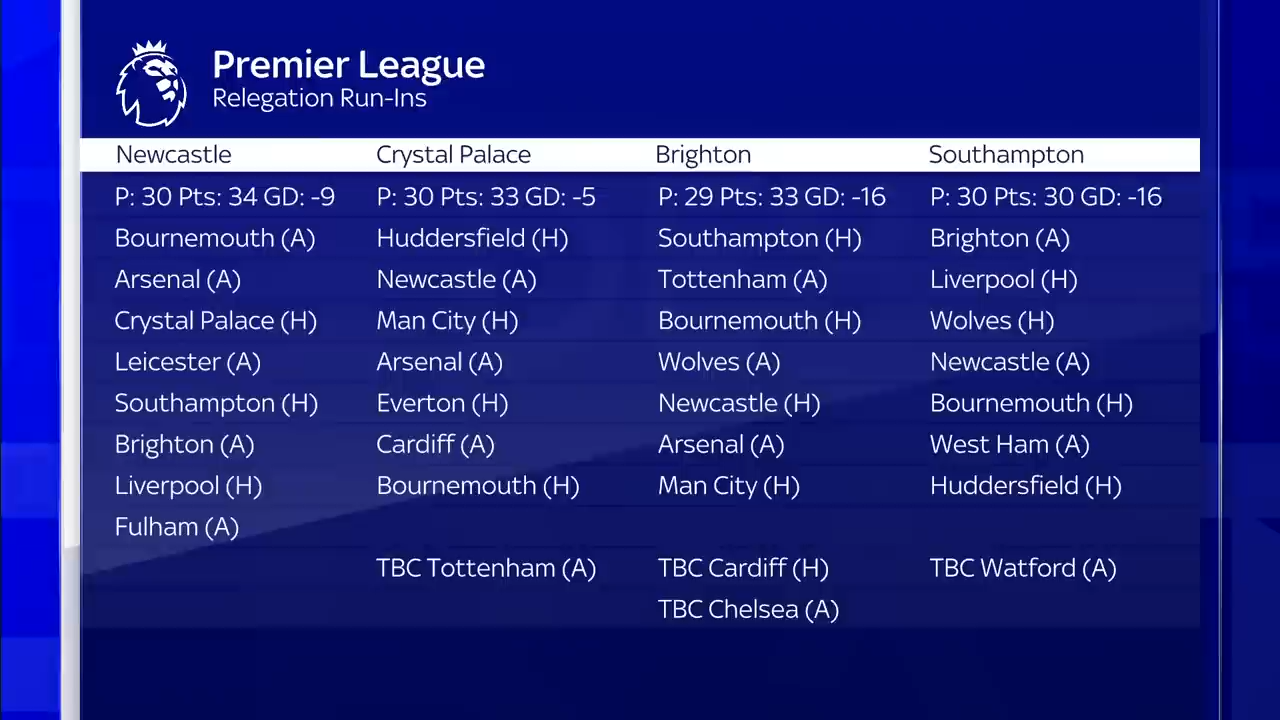 Premier League
Relegation Run-Ins
Newcastle Crystal Palace Brighton Southampton
P: 30 Pts: 34 GD: -9 P: 30 Pts: 33 GD: -5 P: 29 Pts: 33 GD: -16 P: 30 Pts: 30 GD: -16
Bournemouth (A) Huddersfield (H) Southampton (H) Brighton (A)
Arsenal (A) Newcastle (A) Tottenham (A) Liverpool (H)
Crystal Palace (H) Man City (H) Bournemouth (H) Wolves (H)
Leicester (A) Arsenal (A) Wolves (A) Newcastle (A)
Southampton (H) Everton (H) Newcastle (H) Bournemouth (H)
Brighton (A) Cardiff (A) Arsenal (A) West Ham (A)
Liverpool (H) Bournemouth (H) Man City (H) Huddersfield (H)
Fulham (A)
TBC Tottenham (A) TBC Cardiff (H) TBC Watford (A)
TBC Chelsea (A)